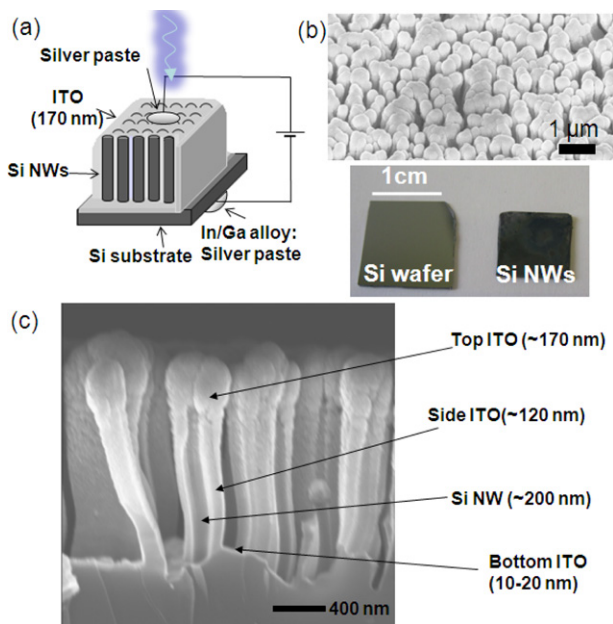 (a)
Silver paste
ITO
(170 nm)
Si NWs
Si substrate
In/Ga alloy:
Silver paste
(b)
1 µm
1cm
Si wafer
Si NWs
(c)
Top ITO (~170 nm)
Side ITO(~120 nm)
Si NW (~200 nm)
Bottom ITO
(10-20 nm)
400 nm